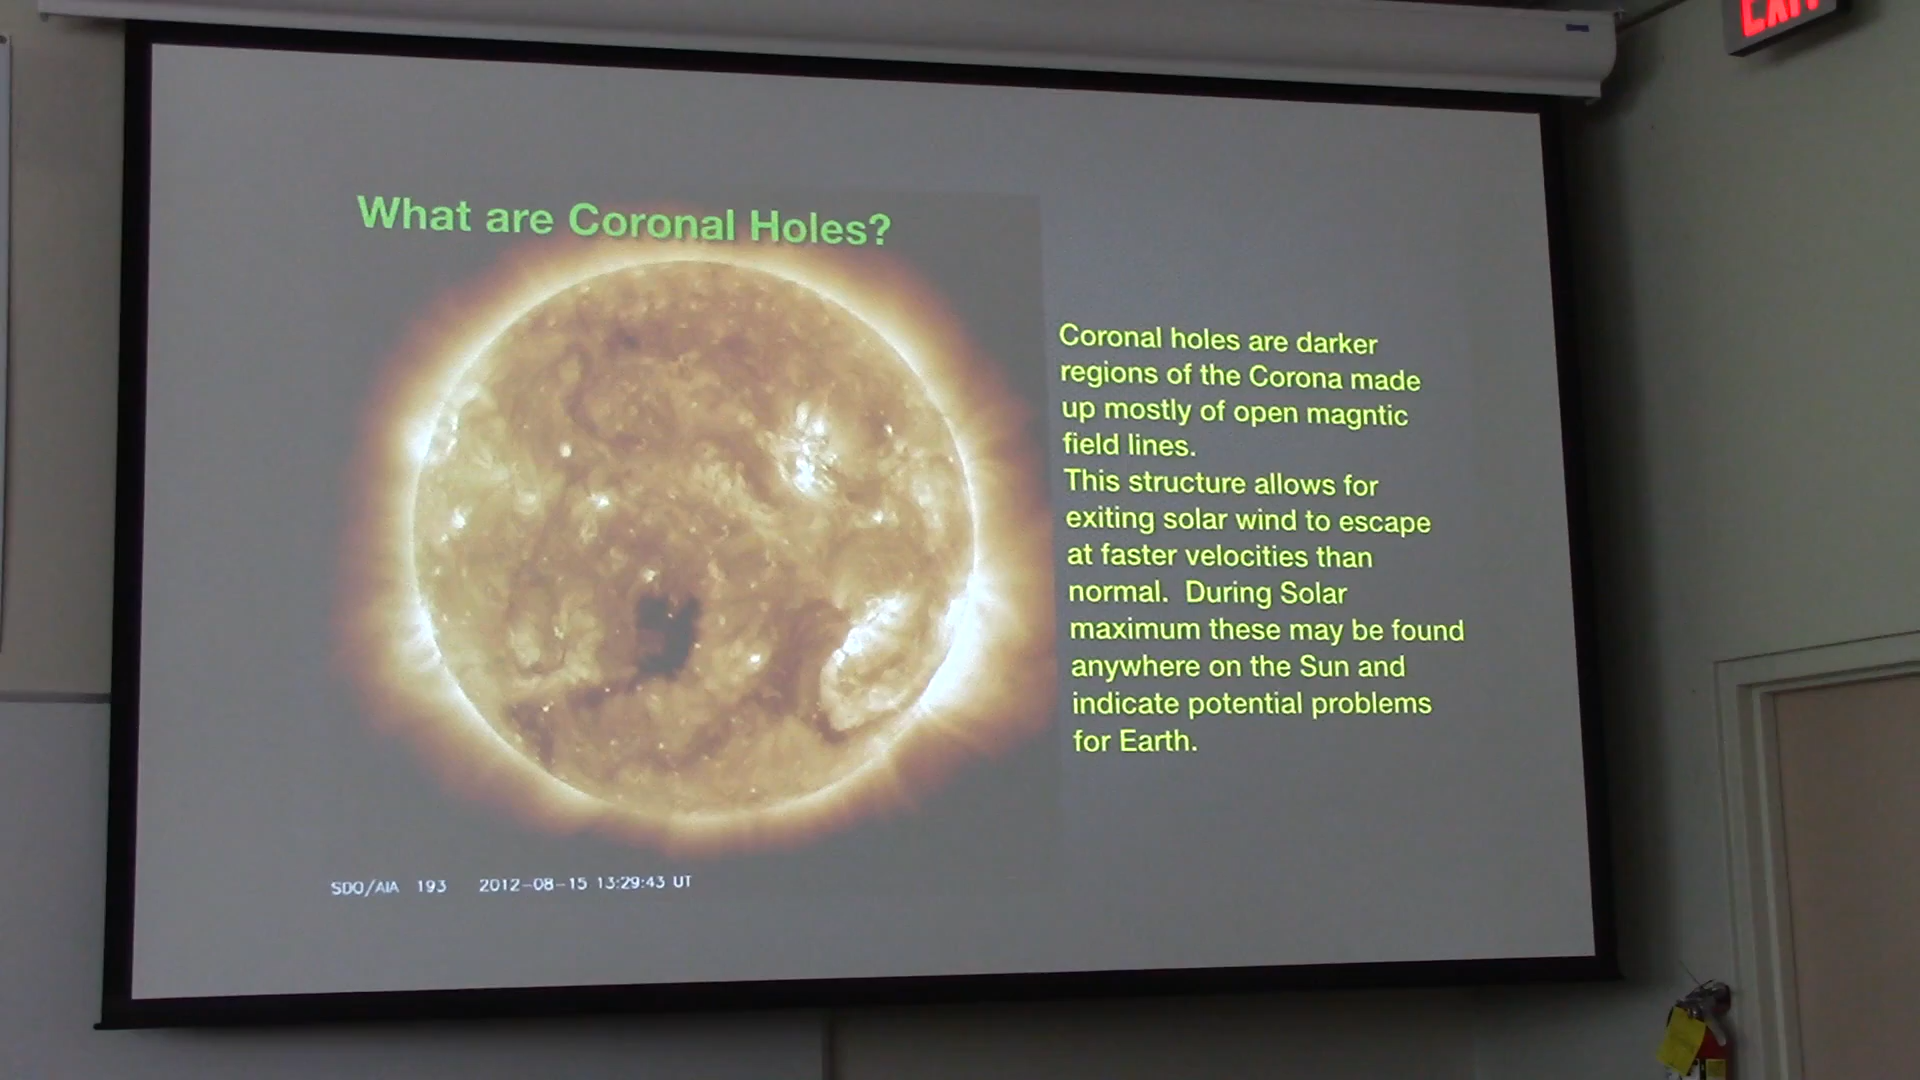 EXIT
What are Coronal Holes?
Coronal holes are darker
regions of the Corona made
up mostly of open magntic
field lines.
This structure allows for
exiting solar wind to escape
at faster velocities than
normal. During Solar
maximum these may be found
anywhere on the Sun and
indicate potential problems
for Earth.
SDO/AIA 193 2012-08-15 13:29:43 UT